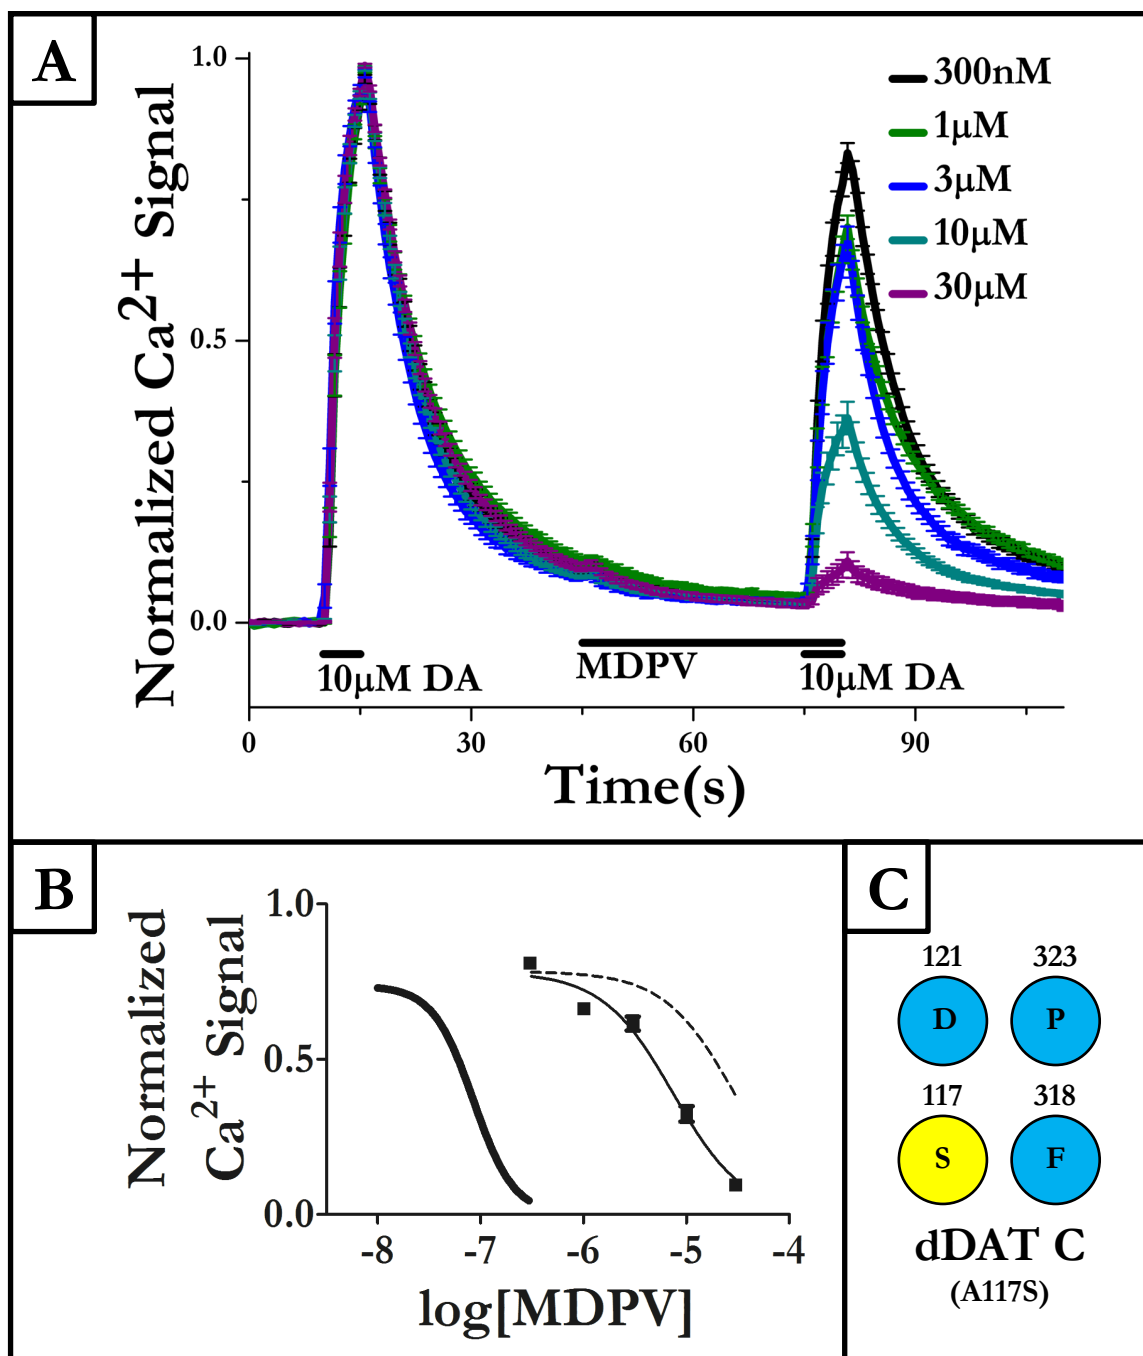 A
Normalized Ca2+ Signal
1.0
0.5
0.0
300nM
1µM
3µM
10µM
30µM
10µM DA
MDPV
10µM DA
0
30
60
90
Time(s)
B
Normalized
Ca2+ Signal
1.0
0.5
0.0
-8
-7
-6
-5
-4
log[MDPV]
C
121 323
D P
117 318
S F
dDAT C
(A117S)